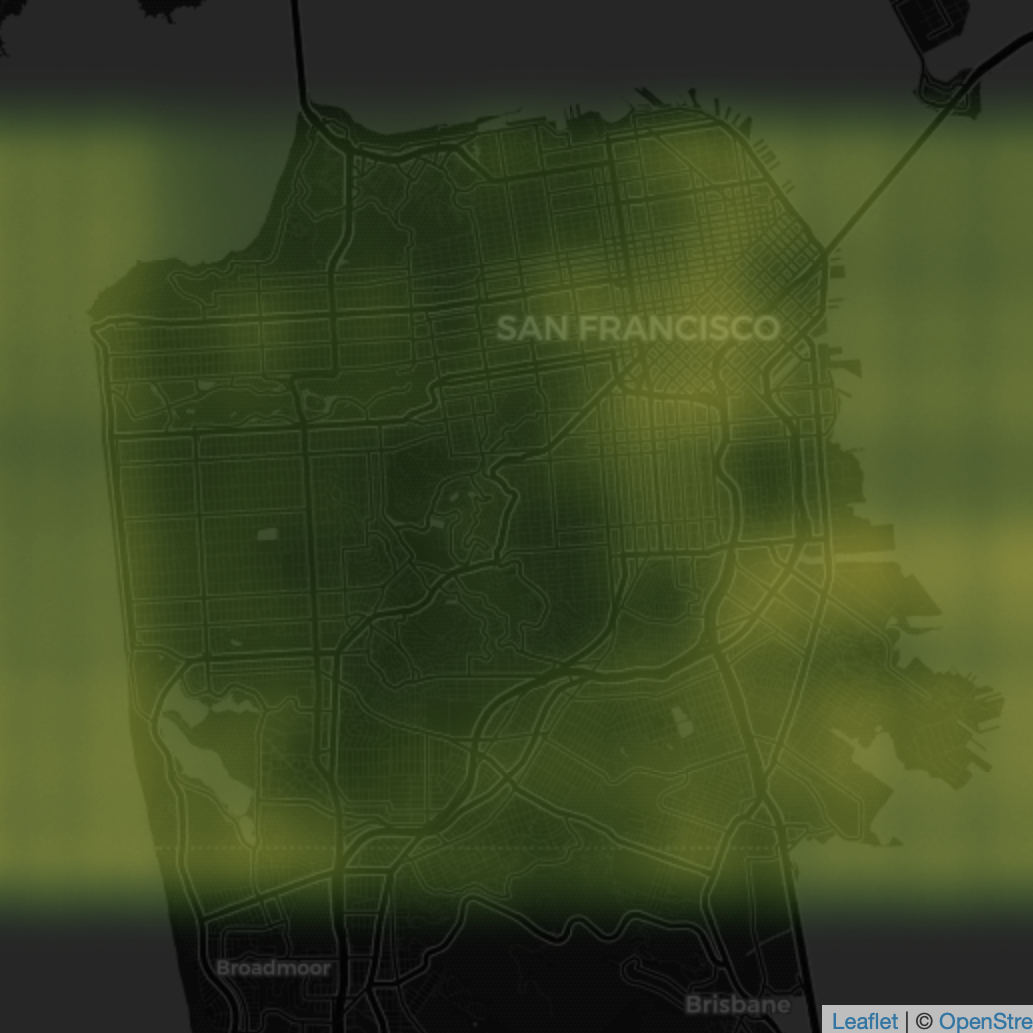 SAN FRANCISCO
Broadmoor
Brisbane
Leaflet | © OpenStre